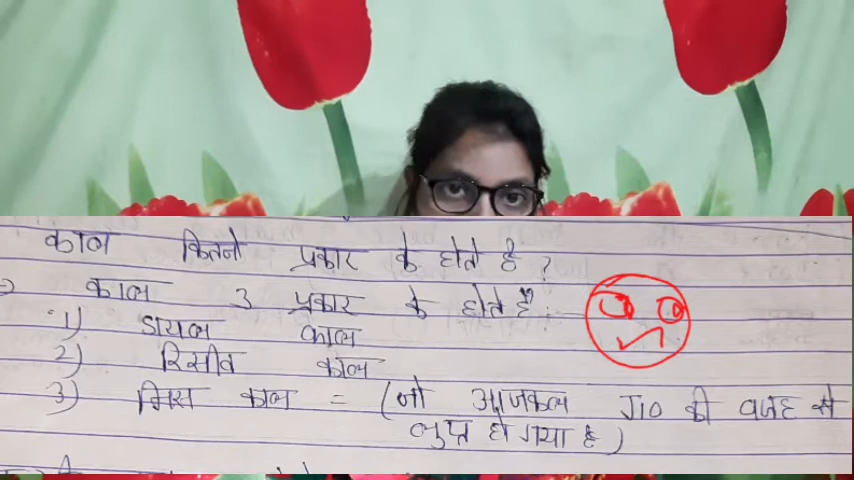 काल कितने प्रकार के होते है ?
काल 3 प्रकार के होते है :-
1) डायल काल
2) रिसीव काल
3) मिस काल = (जो आजकल Jio की वजह से
लुप्त हो गया है)